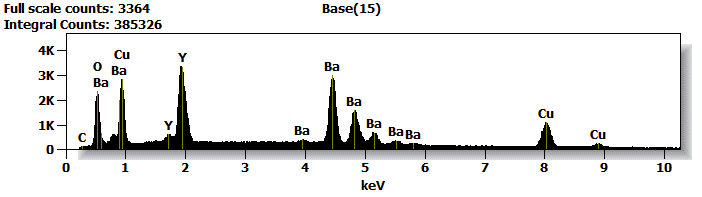 Full scale counts: 3364 Base(15)
Integral Counts: 385326
4K
3K
2K
1K
0
O
Ba
Cu
Ba
Y
Y
C
Ba
Ba
Ba
Ba
Ba
Ba
Cu
Cu
0 1 2 3 4 5 6 7 8 9 10
keV